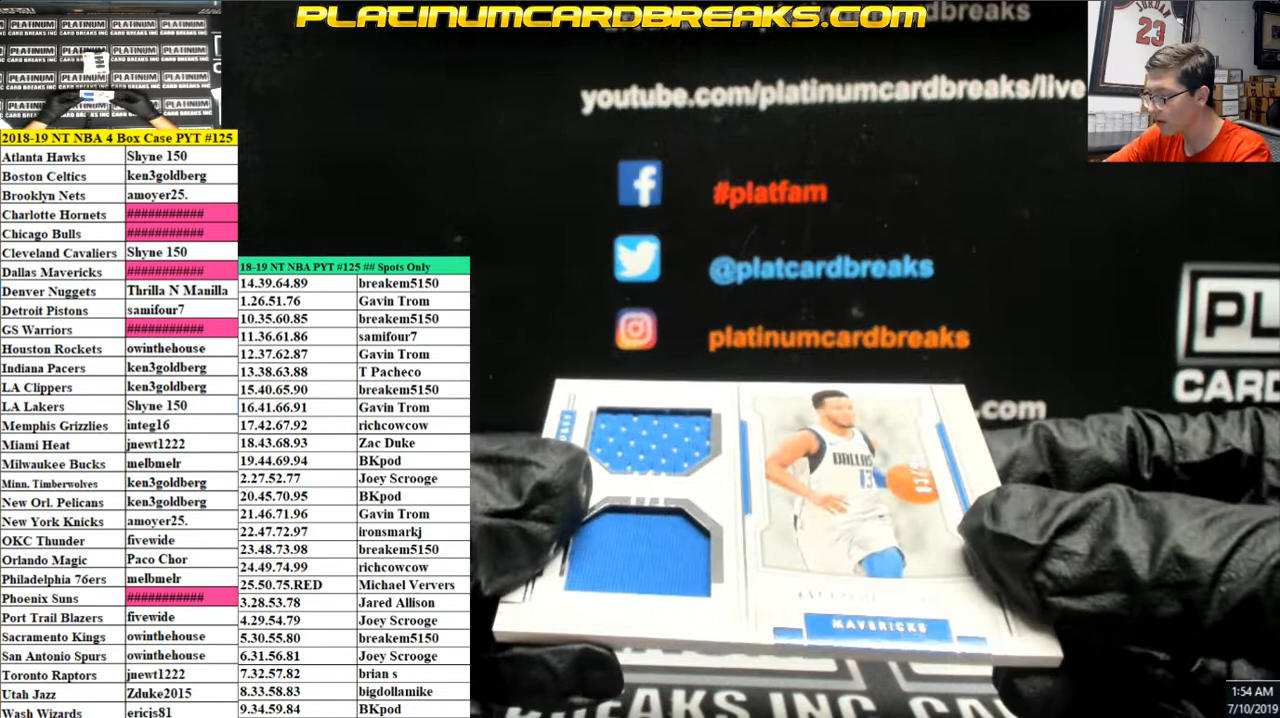 PLATINUMCARDBREAKS.COM
youtube.com/platinumcardbreaks/live
#platfam
@platcardbreaks
platinumcardbreaks
.com
PL
CARD
JORDAN
23
PLATINUM
2018-19 NT NBA 4 Box Case PYT #125
Atlanta Hawks Shyne 150
Boston Celtics ken3goldberg
Brooklyn Nets amoyer25.
Charlotte Hornets ###########
Chicago Bulls ###########
Cleveland Cavaliers Shyne 150
Dallas Mavericks ###########
Denver Nuggets Thrilla N Manilla
Detroit Pistons samifour7
GS Warriors ###########
Houston Rockets owinthehouse
Indiana Pacers ken3goldberg
LA Clippers ken3goldberg
LA Lakers Shyne 150
Memphis Grizzlies integ16
Miami Heat jnewt1222
Milwaukee Bucks melbmelr
Minn. Timberwolves ken3goldberg
New Orl. Pelicans ken3goldberg
New York Knicks amoyer25.
OKC Thunder fivewide
Orlando Magic Paco Chor
Philadelphia 76ers melbmelr
Phoenix Suns ###########
Port Trail Blazers fivewide
Sacramento Kings owinthehouse
San Antonio Spurs owinthehouse
Toronto Raptors jnewt1222
Utah Jazz Zduke2015
Wash Wizards ericjs81
18-19 NT NBA PYT #125 ## Spots Only
14.39.64.89 breakem5150
1.26.51.76 Gavin Trom
10.35.60.85 breakem5150
11.36.61.86 samifour7
12.37.62.87 Gavin Trom
13.38.63.88 T Pacheco
15.40.65.90 breakem5150
16.41.66.91 Gavin Trom
17.42.67.92 richcowcow
18.43.68.93 Zac Duke
19.44.69.94 BKpod
2.27.52.77 Joey Scrooge
20.45.70.95 BKpod
21.46.71.96 Gavin Trom
22.47.72.97 ironsmarkj
23.48.73.98 breakem5150
24.49.74.99 richcowcow
25.50.75.RED Michael Ververs
3.28.53.78 Jared Allison
4.29.54.79 Joey Scrooge
5.30.55.80 breakem5150
6.31.56.81 Joey Scrooge
7.32.57.82 brian s
8.33.58.83 bigdollamike
9.34.59.84 BKpod
DALLAS
13
MAVERICKS
BREAKS INC
1:54 AM
7/10/2019